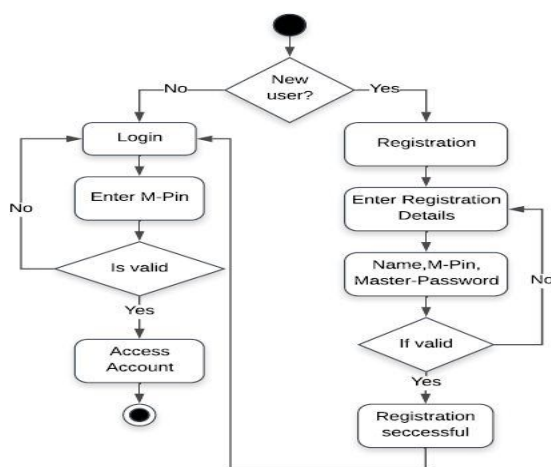 New
user?
No
Yes
Login
Registration
Enter M-Pin
Enter Registration
Details
No
Is valid
Name,M-Pin,
Master-Password
No
Yes
If valid
Access
Account
Yes
Registration
seccessful